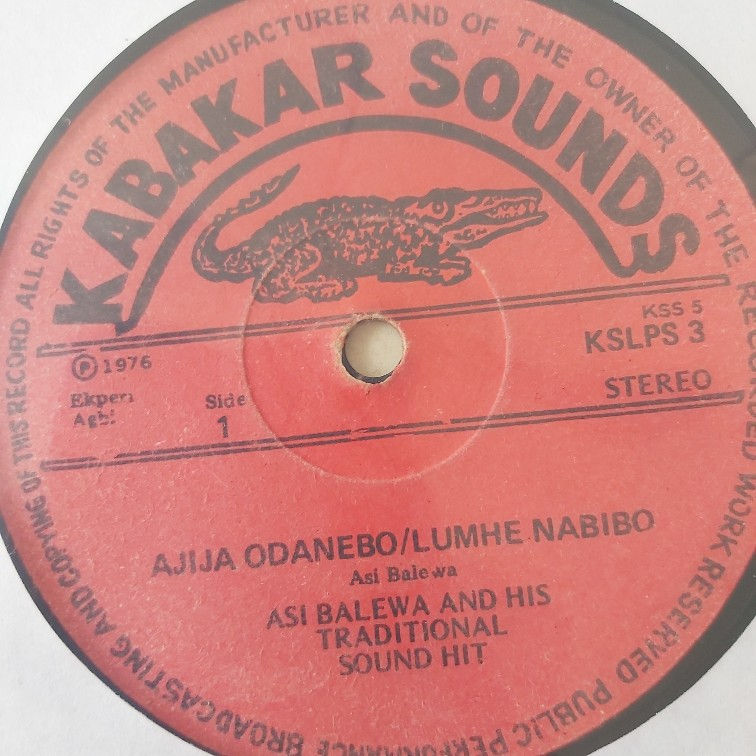 KABAKAR SOUNDS
ALL RIGHTS OF THE MANUFACTURER AND OF THE OWNER OF THE RECORDED WORK RESERVED PUBLIC PERFORMANCE BROADCASTING AND COPYING OF THIS RECORD
KSS 5
Ⓟ 1976
KSLPS 3
Ekperi
Side
STEREO
1
AJIJA ODANEBO/LUMHE NABIBO
Asi Balewa
ASI BALEWA AND HIS
TRADITIONAL
SOUND HIT